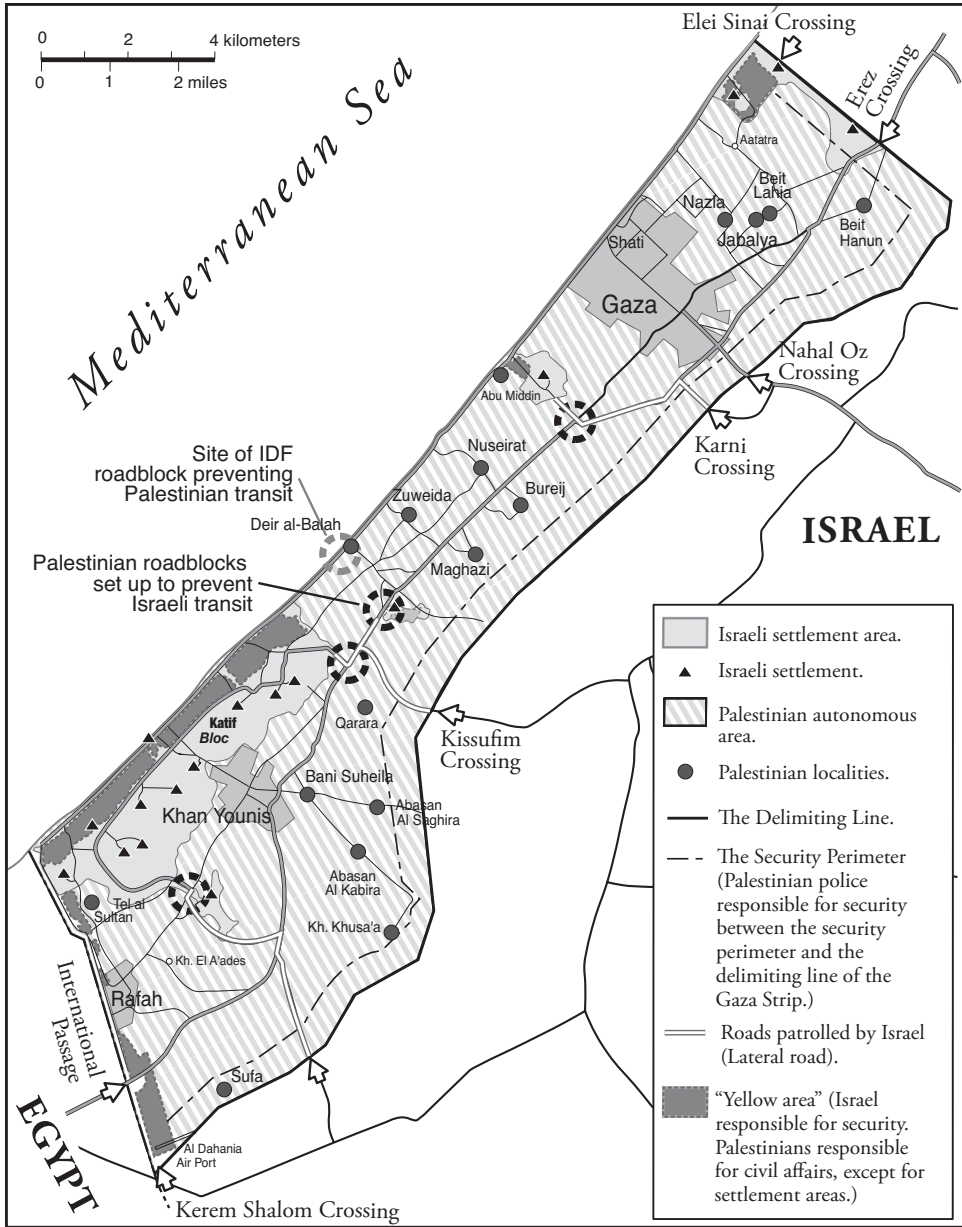 0 2 4 kilometers
0 1 2 miles
Elei Sinai Crossing
Erez
Crossing
Mediterranean Sea
Aatatra
Beit
Lahia
Nazla
Jabalya
Beit
Hanun
Shati
Gaza
Nahal Oz
Crossing
Abu Middin
Karni
Crossing
Nuseirat
Site of IDF
roadblock preventing
Palestinian transit
Zuweida
Bureij
Deir al-Balah
ISRAEL
Maghazi
Palestinian roadblocks
set up to prevent
Israeli transit
Qarara
Katif
Bloc
Kissufim
Crossing
Bani Suheila
Khan Younis
Abasan
Al Saghira
Abasan
Al Kabira
Tel al
Sultan
Kh. Khusa'a
Kh. El A'ades
International
Passage
Rafah
Sufa
EGYPT
Al Dahania
Air Port
Kerem Shalom Crossing
Israeli settlement area.
Israeli settlement.
Palestinian autonomous
area.
Palestinian localities.
The Delimiting Line.
The Security Perimeter
(Palestinian police
responsible for security
between the security
perimeter and the
delimiting line of the
Gaza Strip.)
Roads patrolled by Israel
(Lateral road).
“Yellow area” (Israel
responsible for security.
Palestinians responsible
for civil affairs, except for
settlement areas.)